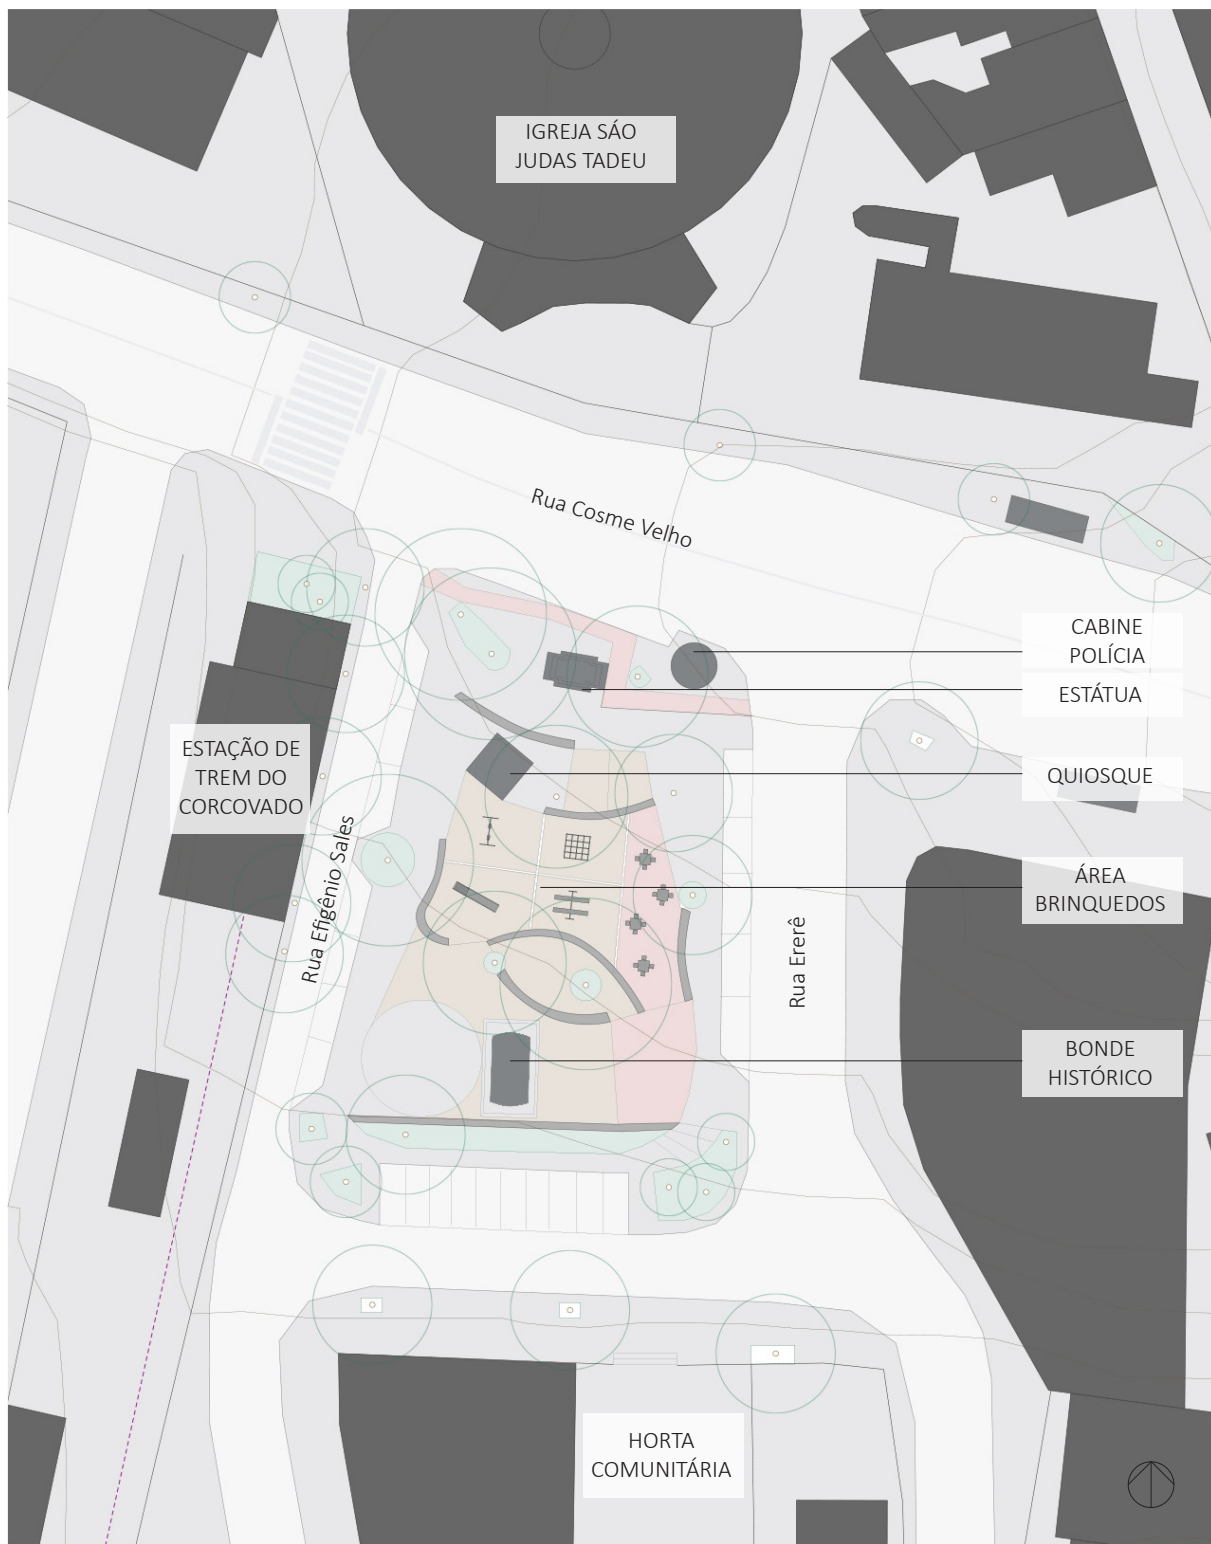 IGREJA SÁO
JUDAS TADEU
Rua Cosme Velho
CABINE
POLÍCIA
ESTÁTUA
ESTAÇÃO DE
TREM DO
CORCOVADO
QUIOSQUE
Rua Efigênio Sales
ÁREA
BRINQUEDOS
Rua Ererê
BONDE
HISTÓRICO
HORTA
COMUNITÁRIA